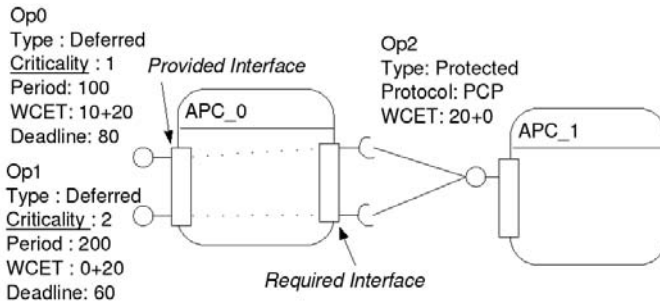 Op0
Type : Deferred
Criticality : 1
Period: 100
WCET: 10+20
Deadline: 80
Provided Interface
APC_0
Op1
Type : Deferred
Criticality : 2
Period : 200
WCET : 0+20
Deadline: 60
Required Interface
Op2
Type: Protected
Protocol: PCP
WCET: 20+0
APC_1